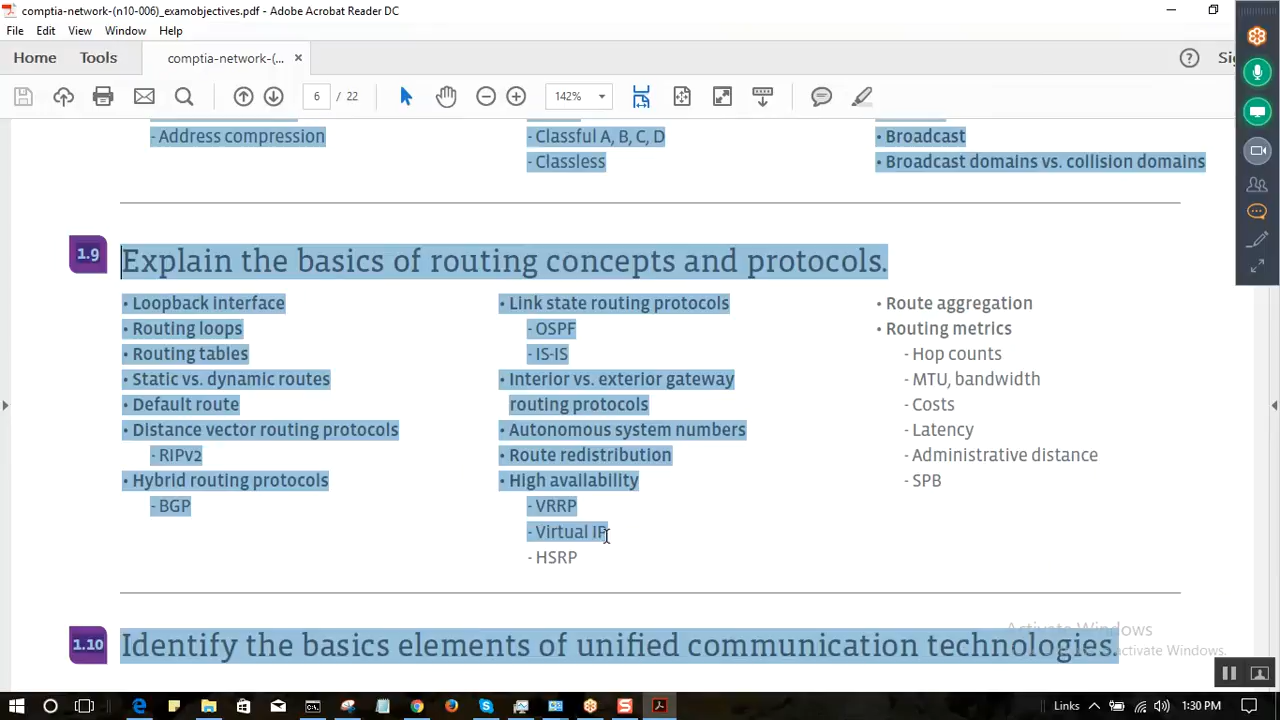 comptia-network-(n10-006)_examobjectives.pdf - Adobe Acrobat Reader DC
File Edit View Window Help
Home Tools comptia-network-(... ×
6 / 22 142%
- Address compression
- Classful A, B, C, D
- Classless
• Broadcast
• Broadcast domains vs. collision domains
1.9 Explain the basics of routing concepts and protocols.
• Loopback interface
• Routing loops
• Routing tables
• Static vs. dynamic routes
• Default route
• Distance vector routing protocols
- RIPv2
• Hybrid routing protocols
- BGP
• Link state routing protocols
- OSPF
- IS-IS
• Interior vs. exterior gateway
routing protocols
• Autonomous system numbers
• Route redistribution
• High availability
- VRRP
- Virtual IP
- HSRP
• Route aggregation
• Routing metrics
- Hop counts
- MTU, bandwidth
- Costs
- Latency
- Administrative distance
- SPB
1.10 Identify the basics elements of unified communication technologies.
Activate Windows
activate Windows.
Links 1:30 PM